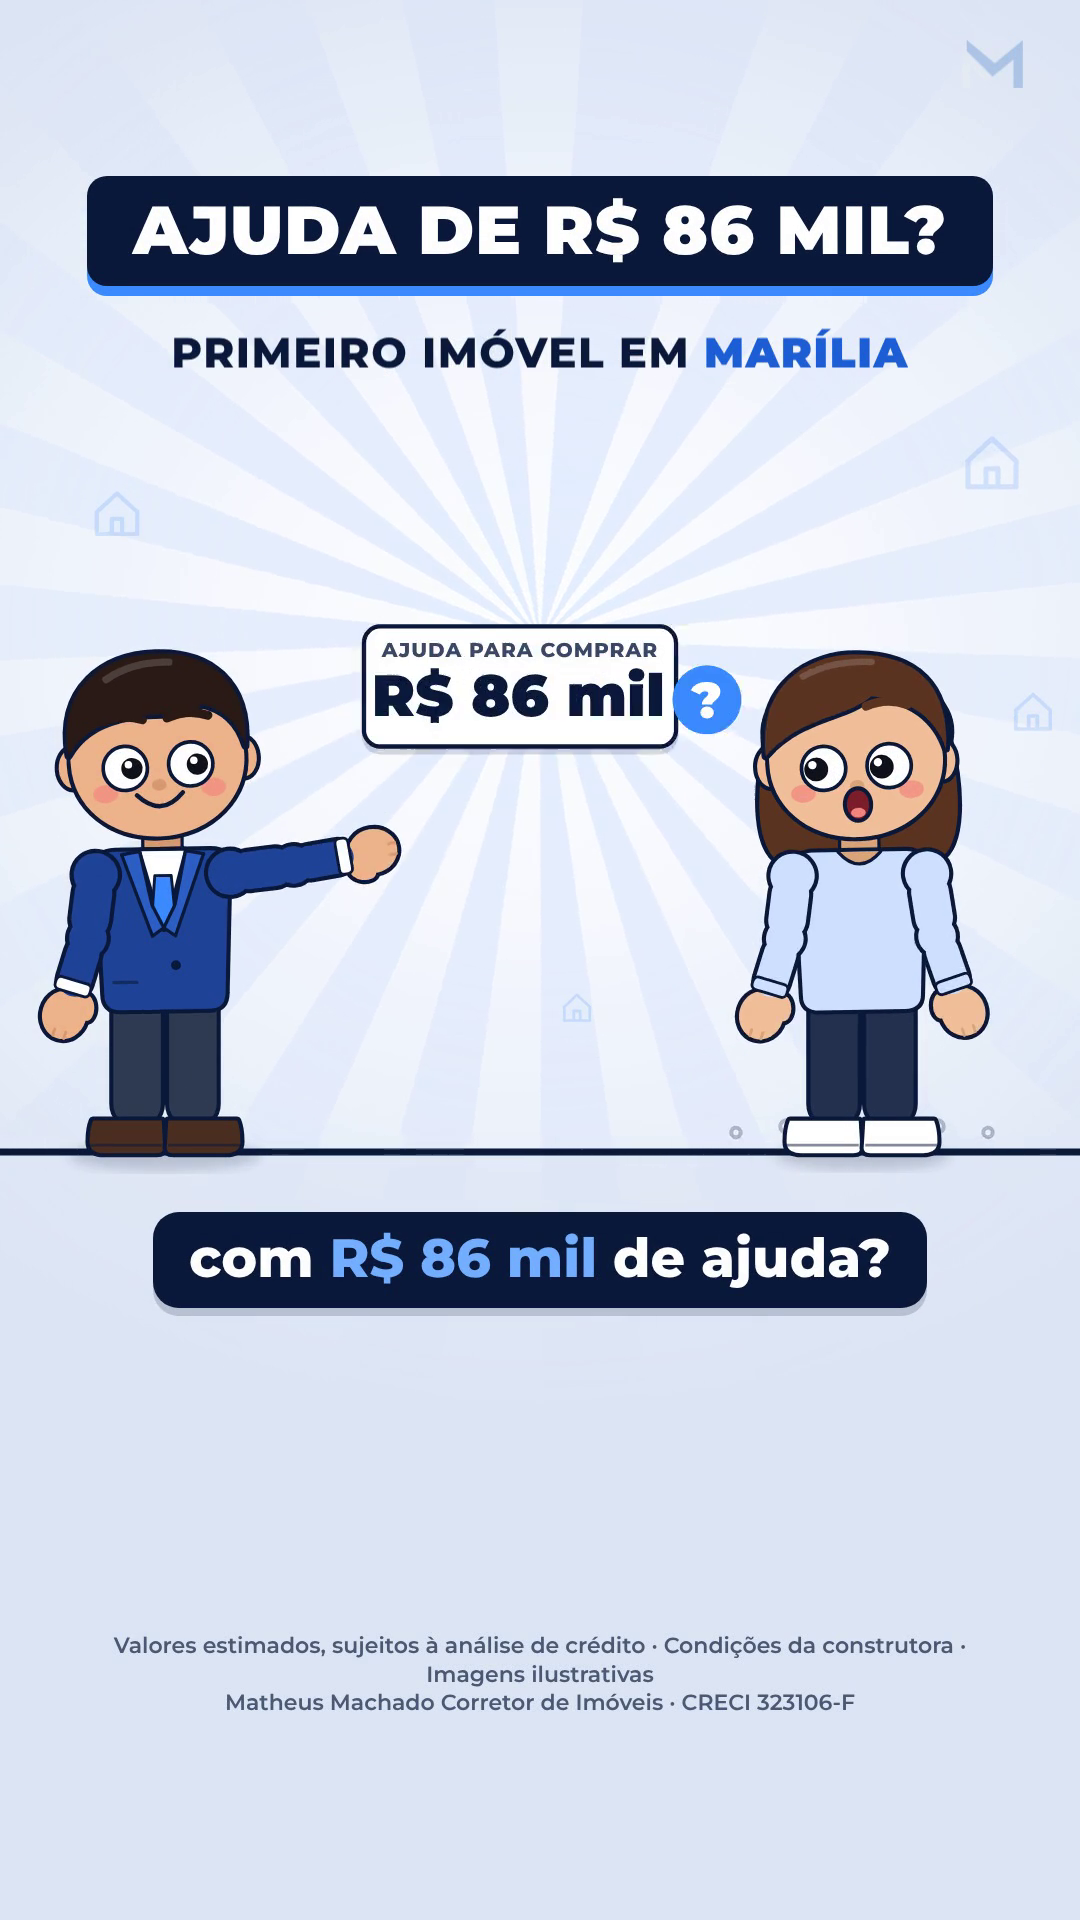 AJUDA DE R$ 86 MIL?
PRIMEIRO IMÓVEL EM MARÍLIA
AJUDA PARA COMPRAR
R$ 86 mil
?
com R$ 86 mil de ajuda?
Valores estimados, sujeitos à análise de crédito · Condições da construtora ·
Imagens ilustrativas
Matheus Machado Corretor de Imóveis · CRECI 323106-F